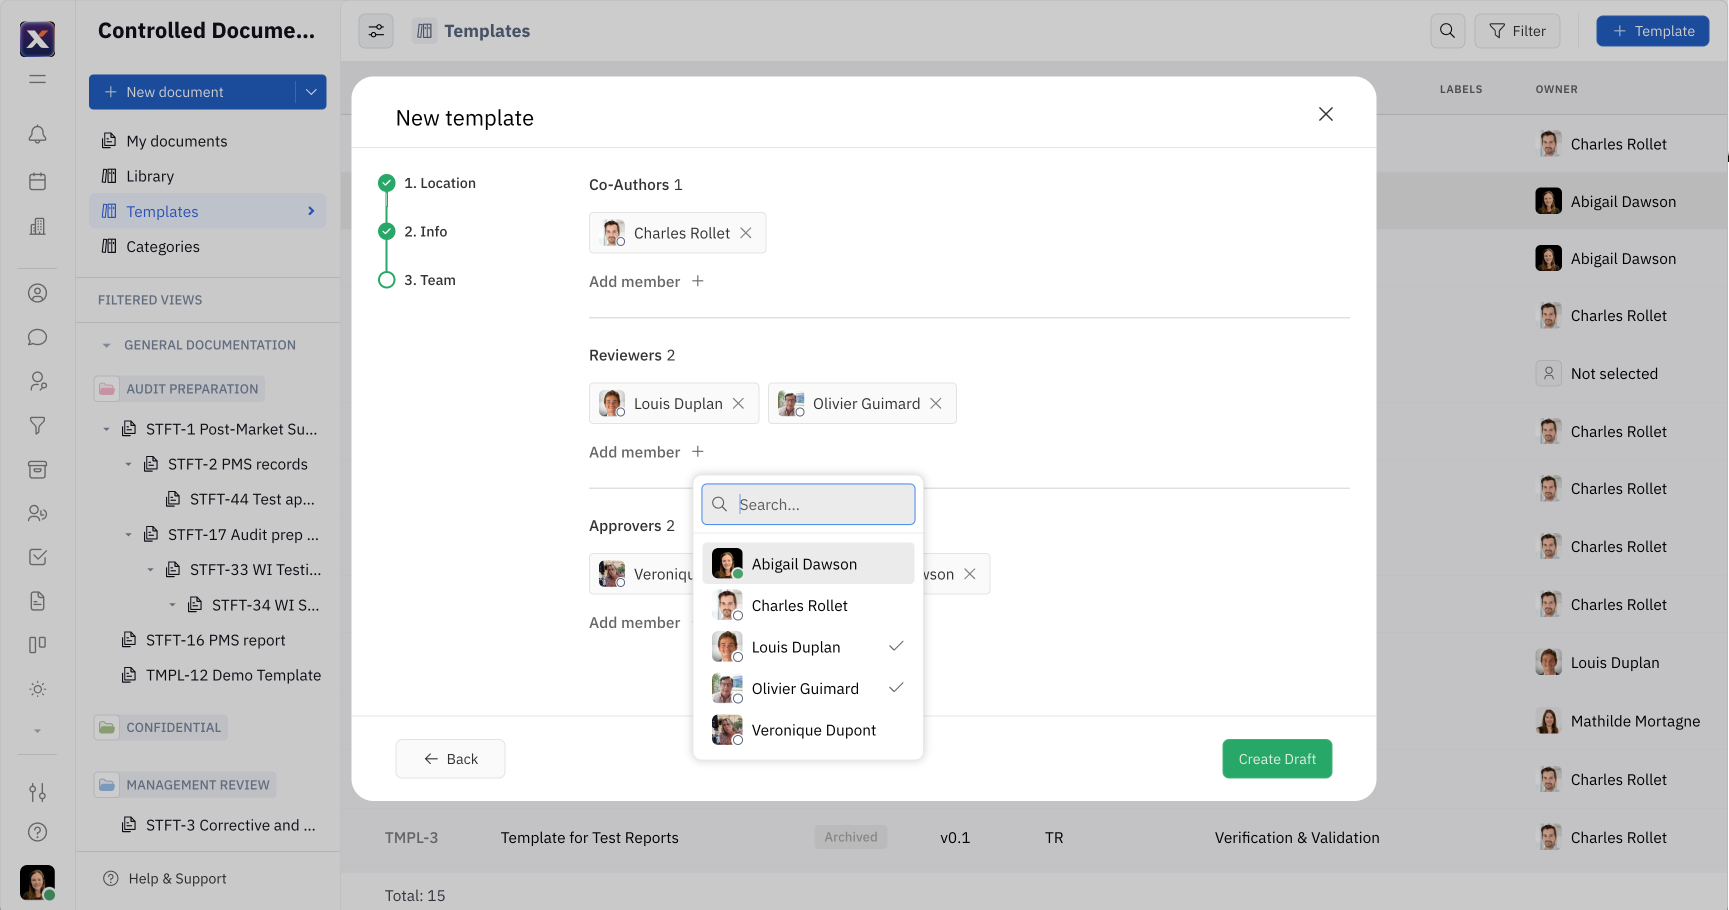 Controlled Docume...
New document
My documents
Library
Templates
Categories
FILTERED VIEWS
GENERAL DOCUMENTATION
AUDIT PREPARATION
STFT-1 Post-Market Su...
STFT-2 PMS records
STFT-44 Test ap...
STFT-17 Audit prep ...
STFT-33 WI Testi...
STFT-34 WI S...
STFT-16 PMS report
TMPL-12 Demo Template
CONFIDENTIAL
MANAGEMENT REVIEW
STFT-3 Corrective and ...
Help & Support
Templates
Filter
Template
LABELS
OWNER
Charles Rollet
Abigail Dawson
Abigail Dawson
Charles Rollet
Not selected
Charles Rollet
Charles Rollet
Charles Rollet
Charles Rollet
Louis Duplan
Mathilde Mortagne
Charles Rollet
TMPL-3 Template for Test Reports Archived v0.1 TR Verification & Validation Charles Rollet
Total: 15
New template
1. Location
2. Info
3. Team
Co-Authors 1
Charles Rollet
Add member
Reviewers 2
Louis Duplan Olivier Guimard
Add member
Approvers 2
Veroniqu wson
Add member
Search...
Abigail Dawson
Charles Rollet
Louis Duplan
Olivier Guimard
Veronique Dupont
Back
Create Draft